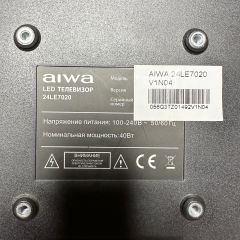 aiwa
LED ТЕЛЕВИЗОР
24LE7020
Модель:
Версия
Серийный номер
AIWA 24LE7020
V1N04
Напряжение питания: 100-240В ~ 50/60Гц
Номинальная мощность:40Вт
ВНИМАНИЕ